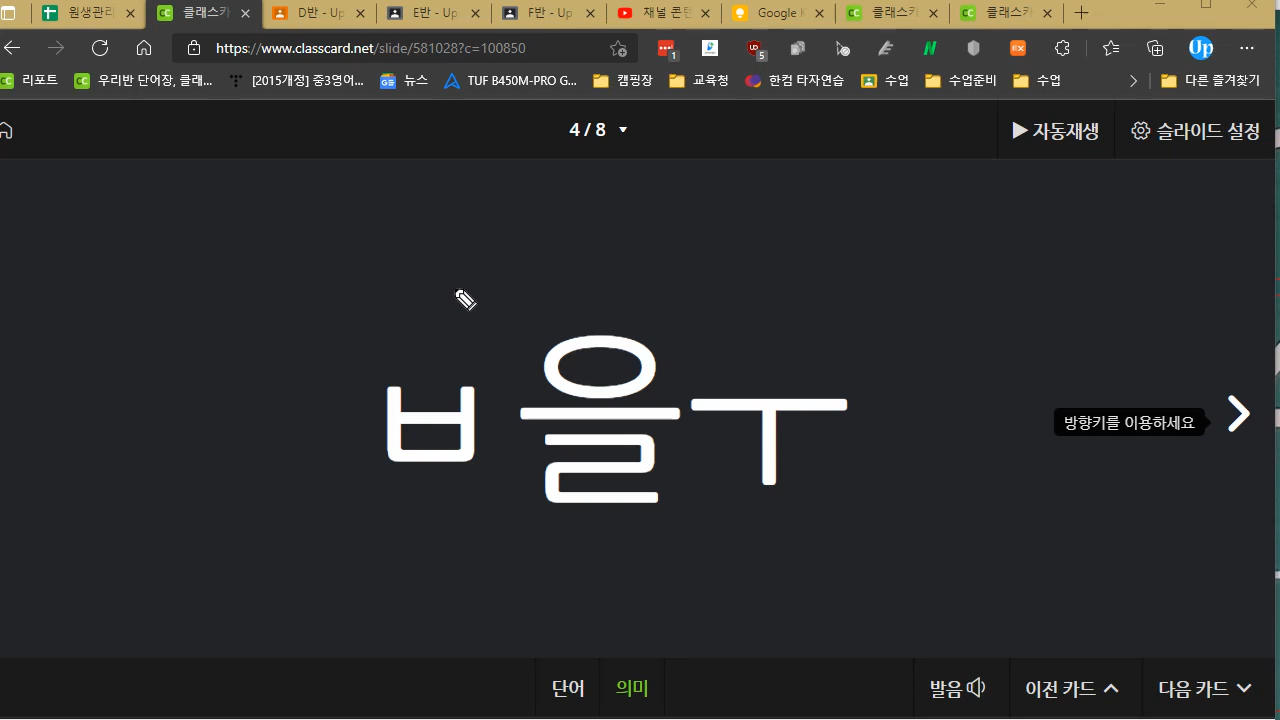 원생관리
클래스카
D반 - Up
E반 - Up
F반 - Up
채널 콘텐
Google K
클래스카
클래스카
https://www.classcard.net/slide/581028?c=100850
1
5
EX
Up
리포트
우리반 단어장, 클래...
[2015개정] 중3영어...
뉴스
TUF B450M-PRO G...
캠핑장
교육청
한컴 타자연습
수업
수업준비
수업
다른 즐겨찾기
4 / 8
자동재생
슬라이드 설정
ㅂ을ㅜ
방향키를 이용하세요
단어
의미
발음
이전 카드
다음 카드